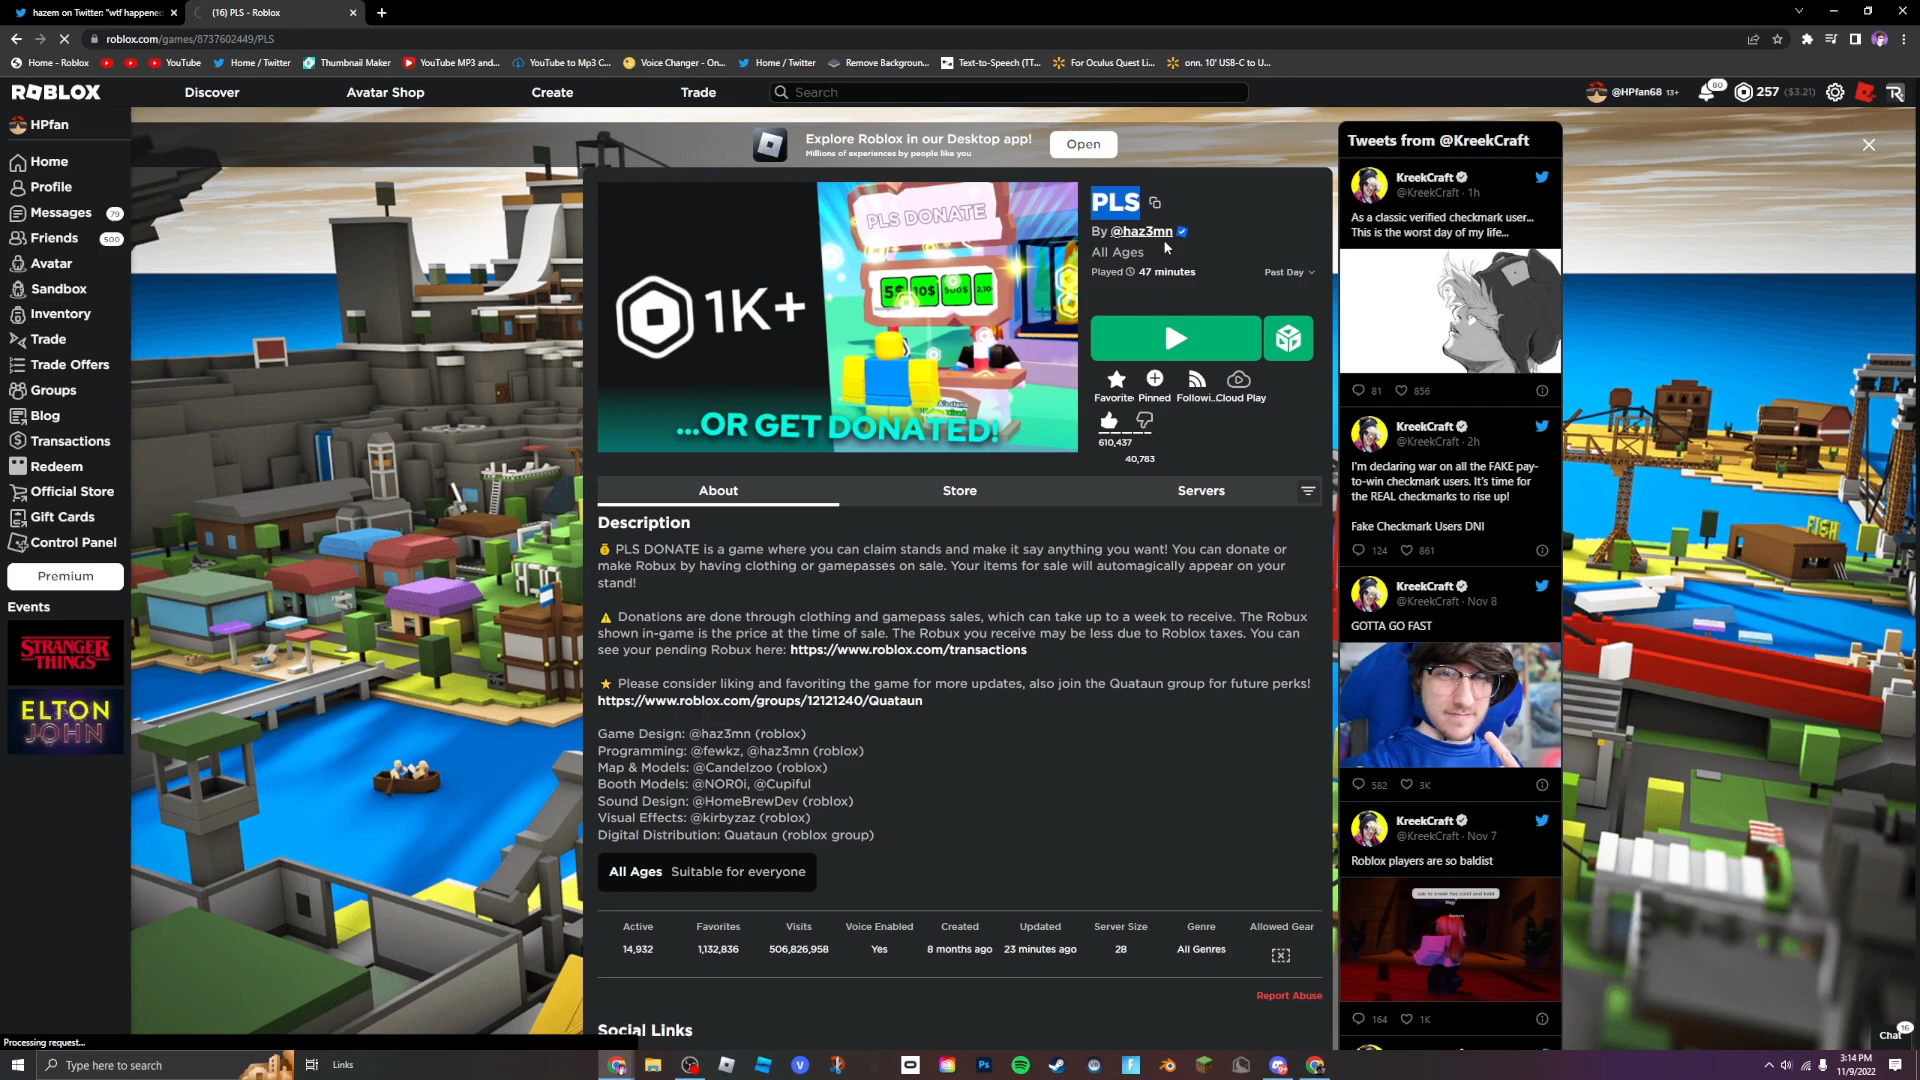 hazem on Twitter: "wtf happened
(16) PLS - Roblox
roblox.com/games/8737602449/PLS
Home - Roblox
YouTube
Home / Twitter
Thumbnail Maker
YouTube MP3 and...
YouTube to Mp3 C...
Voice Changer - On...
Home / Twitter
Remove Backgroun...
Text-to-Speech (TT...
For Oculus Quest Li...
onn. 10' USB-C to U...
ROBLOX
Discover
Avatar Shop
Create
Trade
Search
@HPfan68 13+
80
257 ($3.21)
HPfan
Home
Profile
Messages 79
Friends 500
Avatar
Sandbox
Inventory
Trade
Trade Offers
Groups
Blog
Transactions
Redeem
Official Store
Gift Cards
Control Panel
Premium
Events
STRANGER THINGS
ELTON
JOHN
Explore Roblox in our Desktop app!
Millions of experiences by people like you
Open
PLS DONATE
1K+
5$ 10$
...OR GET DONATED!
PLS
By @haz3mn
All Ages
Played 47 minutes
Past Day
Favorite Pinned Followi... Cloud Play
610,437
40,783
About
Store
Servers
Description
💰 PLS DONATE is a game where you can claim stands and make it say anything you want! You can donate or
make Robux by having clothing or gamepasses on sale. Your items for sale will automagically appear on your
stand!
⚠️ Donations are done through clothing and gamepass sales, which can take up to a week to receive. The Robux
shown in-game is the price at the time of sale. The Robux you receive may be less due to Roblox taxes. You can
see your pending Robux here: https://www.roblox.com/transactions
⭐ Please consider liking and favoriting the game for more updates, also join the Quataun group for future perks!
https://www.roblox.com/groups/12121240/Quataun
Game Design: @haz3mn (roblox)
Programming: @fewkz, @haz3mn (roblox)
Map & Models: @Candelzoo (roblox)
Booth Models: @NOR0i, @Cupiful
Sound Design: @HomeBrewDev (roblox)
Visual Effects: @kirbyzaz (roblox)
Digital Distribution: Quataun (roblox group)
All Ages Suitable for everyone
Active Favorites Visits Voice Enabled Created Updated Server Size Genre Allowed Gear
14,932 1,132,836 506,826,958 Yes 8 months ago 23 minutes ago 28 All Genres
Report Abuse
Social Links
Tweets from @KreekCraft
KreekCraft
@KreekCraft · 1h
As a classic verified checkmark user...
This is the worst day of my life...
81 856
KreekCraft
@KreekCraft · 2h
I'm declaring war on all the FAKE pay-
to-win checkmark users. It's time for
the REAL checkmarks to rise up!
Fake Checkmark Users DNI
124 861
KreekCraft
@KreekCraft · Nov 8
GOTTA GO FAST
582 3K
KreekCraft
@KreekCraft · Nov 7
Roblox players are so baldist
164 1K
FISH
Chat 16
Processing request...
Type here to search
Links
3:14 PM
11/9/2022